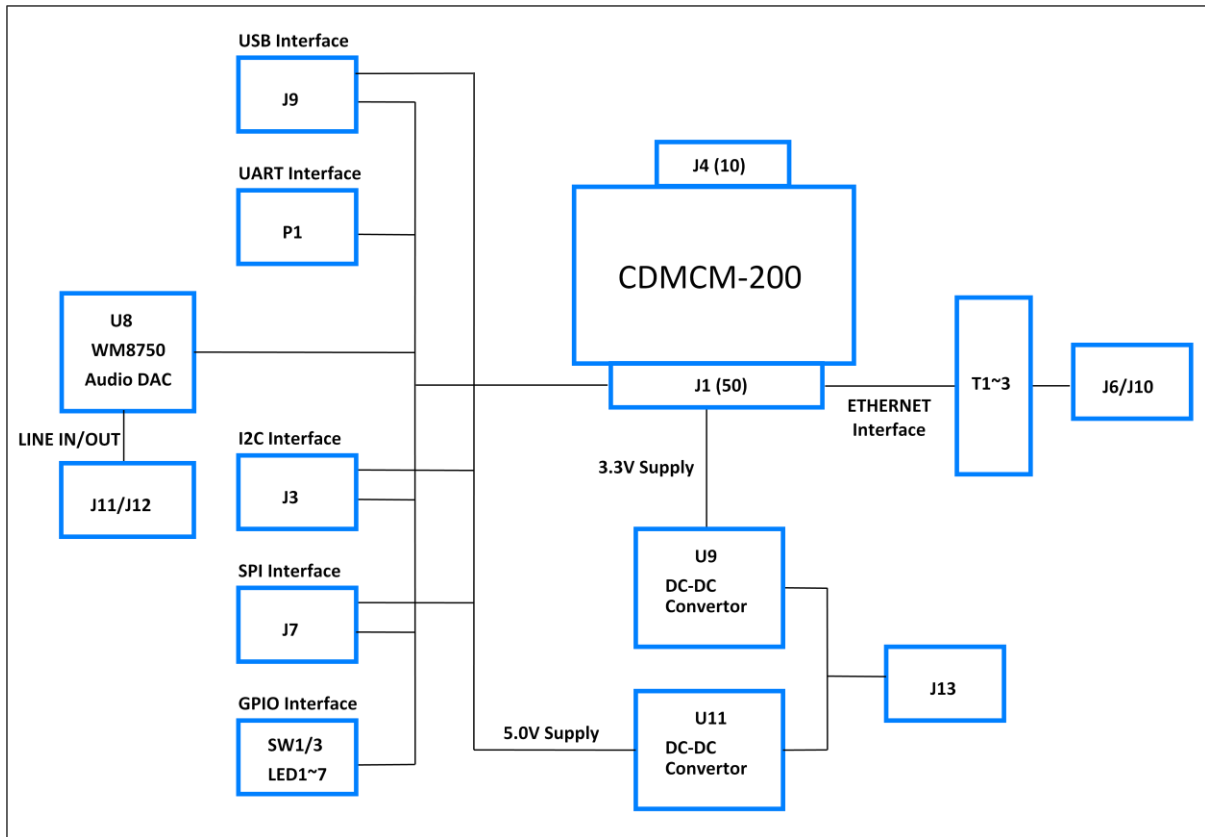 USB Interface
J9
UART Interface
P1
J4 (10)
CDMCM-200
J1 (50)
U8
WM8750
Audio DAC
LINE IN/OUT
J11/J12
ETHERNET
Interface
T1~3
J6/J10
I2C Interface
J3
3.3V Supply
SPI Interface
J7
U9
DC-DC
Convertor
GPIO Interface
SW1/3
LED1~7
5.0V Supply
U11
DC-DC
Convertor
J13